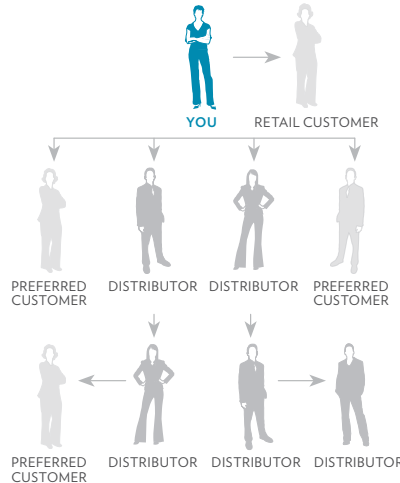 YOU
RETAIL CUSTOMER
PREFERRED
CUSTOMER
DISTRIBUTOR
DISTRIBUTOR
PREFERRED
CUSTOMER
PREFERRED
CUSTOMER
DISTRIBUTOR
DISTRIBUTOR
DISTRIBUTOR